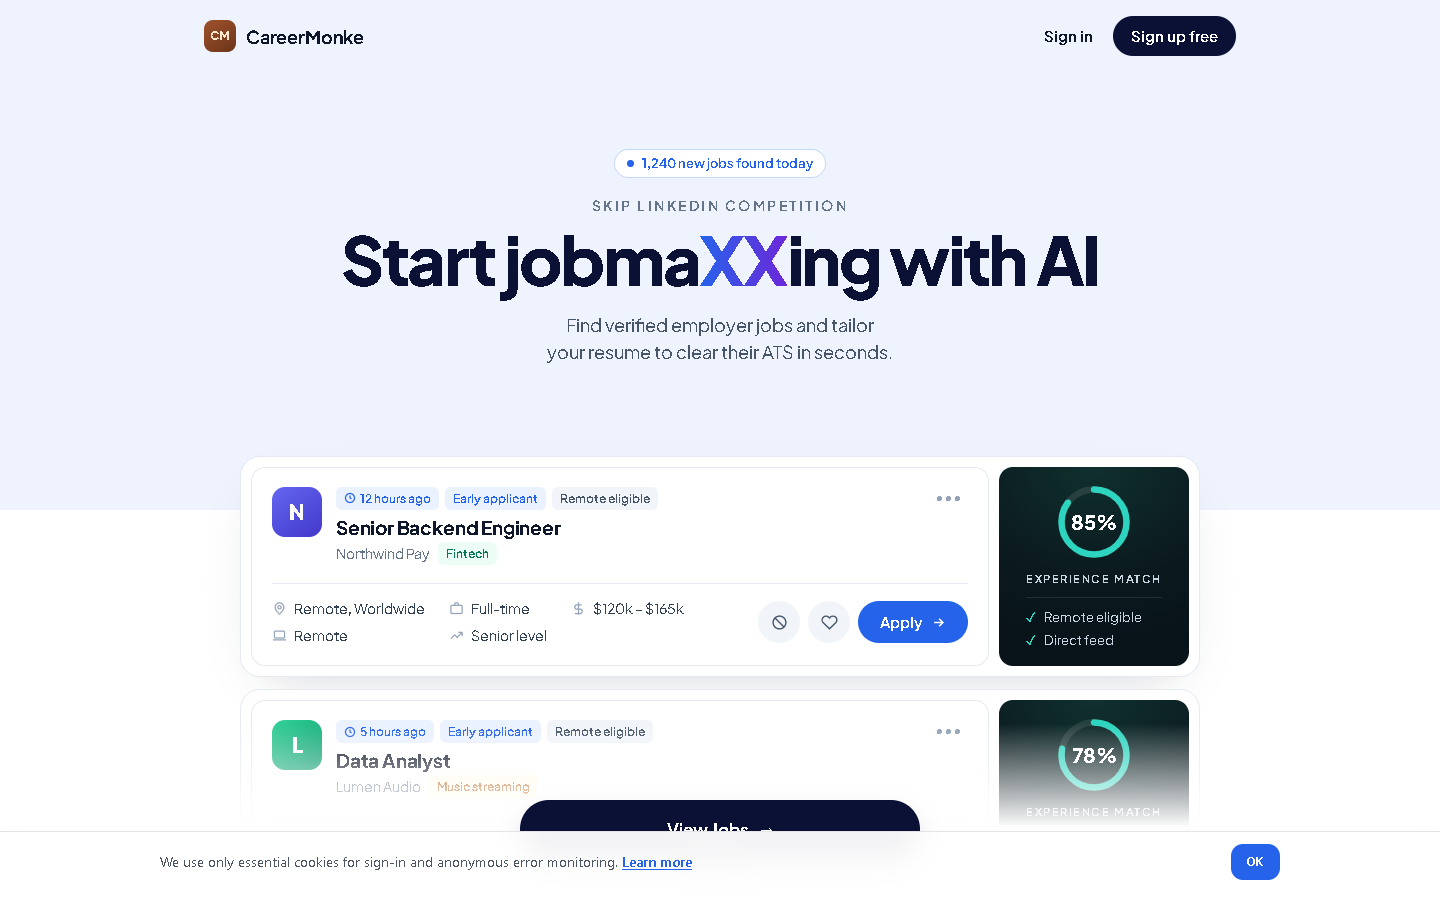 CM CareerMonke
Sign in
Sign up free
1,240 new jobs found today
SKIP LINKEDIN COMPETITION
Start jobmaXXing with AI
Find verified employer jobs and tailor
your resume to clear their ATS in seconds.
N
12 hours ago
Early applicant
Remote eligible
Senior Backend Engineer
Northwind Pay
Fintech
Remote, Worldwide
Full-time
$120k – $165k
Remote
Senior level
Apply →
85%
EXPERIENCE MATCH
✓ Remote eligible
✓ Direct feed
L
5 hours ago
Early applicant
Remote eligible
Data Analyst
Lumen Audio
Music streaming
78%
EXPERIENCE MATCH
View Jobs →
We use only essential cookies for sign-in and anonymous error monitoring. Learn more
OK